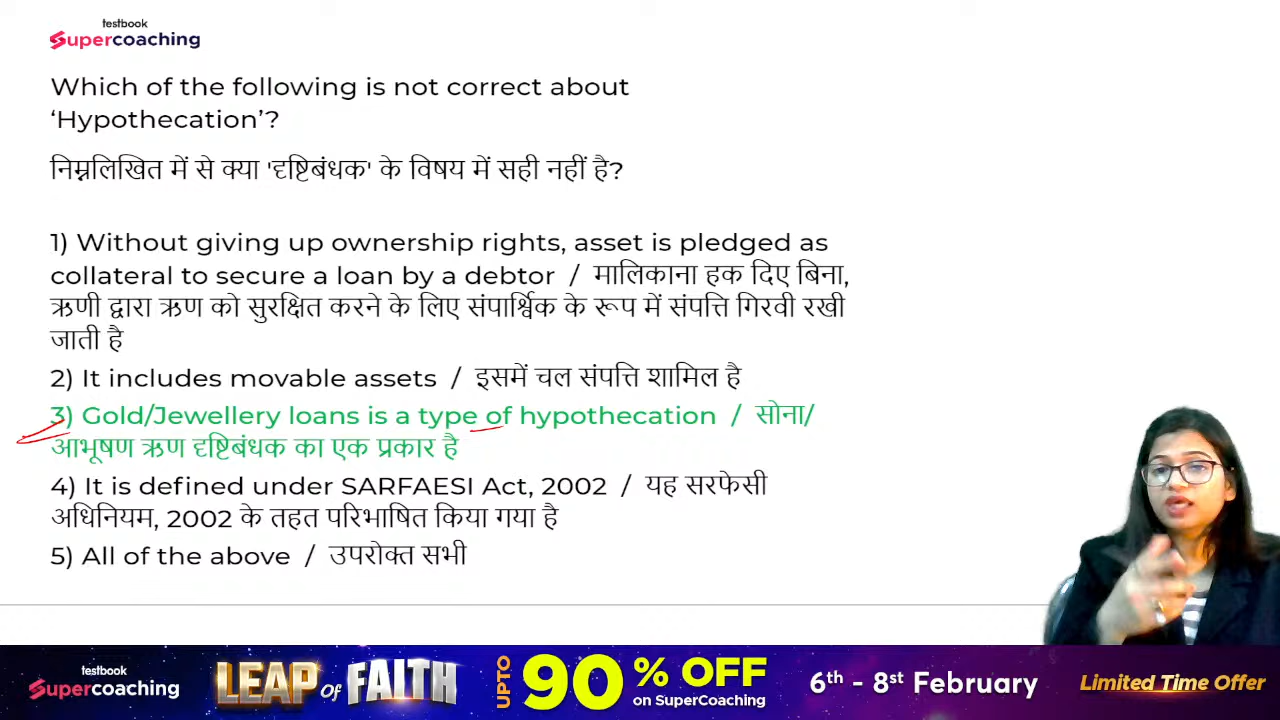 testbook
Supercoaching
Which of the following is not correct about
‘Hypothecation’?
निम्नलिखित में से क्या 'दृष्टिबंधक' के विषय में सही नहीं है?
1) Without giving up ownership rights, asset is pledged as
collateral to secure a loan by a debtor / मालिकाना हक दिए बिना,
ऋणी द्वारा ऋण को सुरक्षित करने के लिए संपार्श्विक के रूप में संपत्ति गिरवी रखी
जाती है
2) It includes movable assets / इसमें चल संपत्ति शामिल है
3) Gold/Jewellery loans is a type of hypothecation / सोना/
आभूषण ऋण दृष्टिबंधक का एक प्रकार है
4) It is defined under SARFAESI Act, 2002 / यह सरफेसी
अधिनियम, 2002 के तहत परिभाषित किया गया है
5) All of the above / उपरोक्त सभी
testbook
Supercoaching
LEAP Of FAITH
UPTO
90% OFF
on SuperCoaching
6th - 8st February
Limited Time Offer